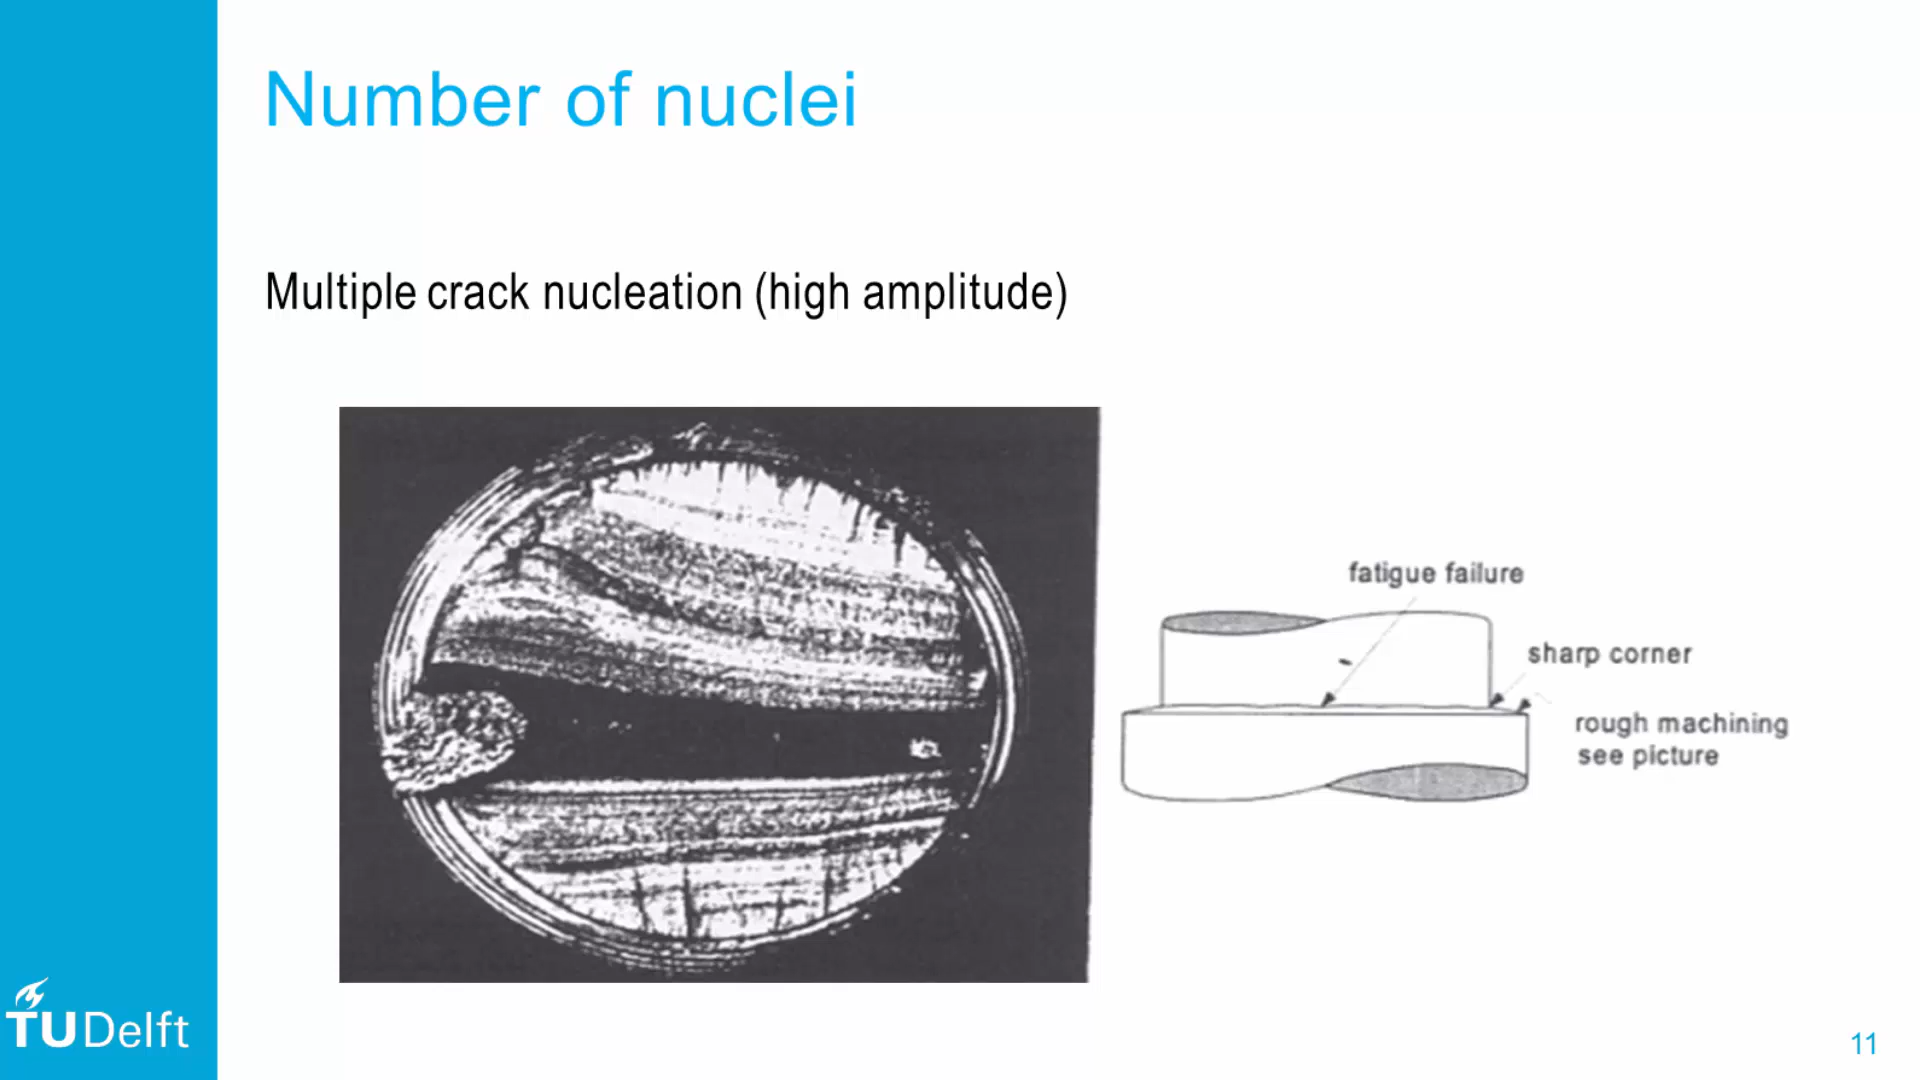 Number of nuclei
Multiple crack nucleation (high amplitude)
fatigue failure
sharp corner
rough machining
see picture
TUDelft
11